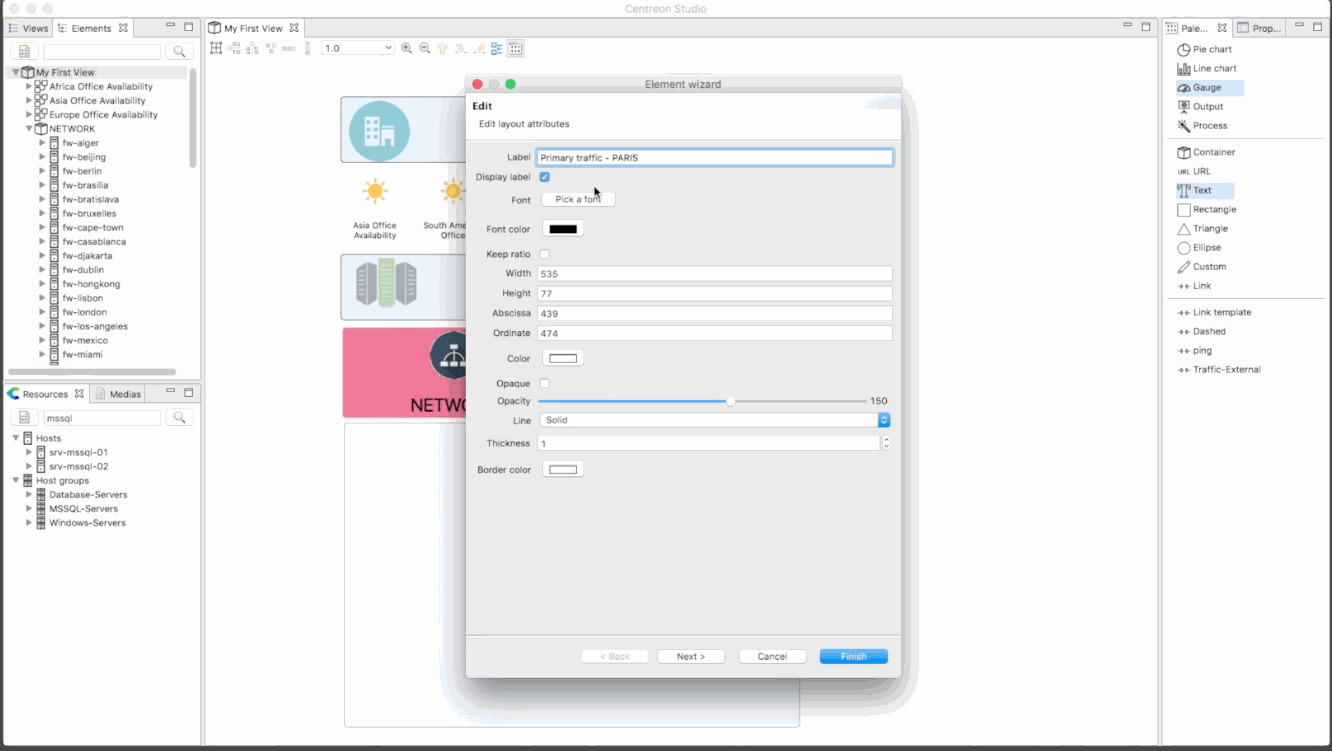 Centreon Studio
Views
Elements
My First View
Africa Office Availability
Asia Office Availability
Europe Office Availability
NETWORK
fw-alger
fw-beijing
fw-berlin
fw-brasilia
fw-bratislava
fw-bruxelles
fw-cape-town
fw-casablanca
fw-djakarta
fw-dublin
fw-hongkong
fw-lisbon
fw-london
fw-los-angeles
fw-mexico
fw-miami
Resources
Medias
mssql
Hosts
srv-mssql-01
srv-mssql-02
Host groups
Database-Servers
MSSQL-Servers
Windows-Servers
My First View
1.0
Asia Office
Availability
South Ame
Office
NETWO
Element wizard
Edit
Edit layout attributes
Label Primary traffic - PARIS
Display label
Font Pick a font
Font color
Keep ratio
Width 535
Height 77
Abscissa 439
Ordinate 474
Color
Opaque
Opacity 150
Line Solid
Thickness 1
Border color
< Back
Next >
Cancel
Finish
Pale...
Prop...
Pie chart
Line chart
Gauge
Output
Process
Container
URL URL
Text
Rectangle
Triangle
Ellipse
Custom
Link
Link template
Dashed
ping
Traffic-External